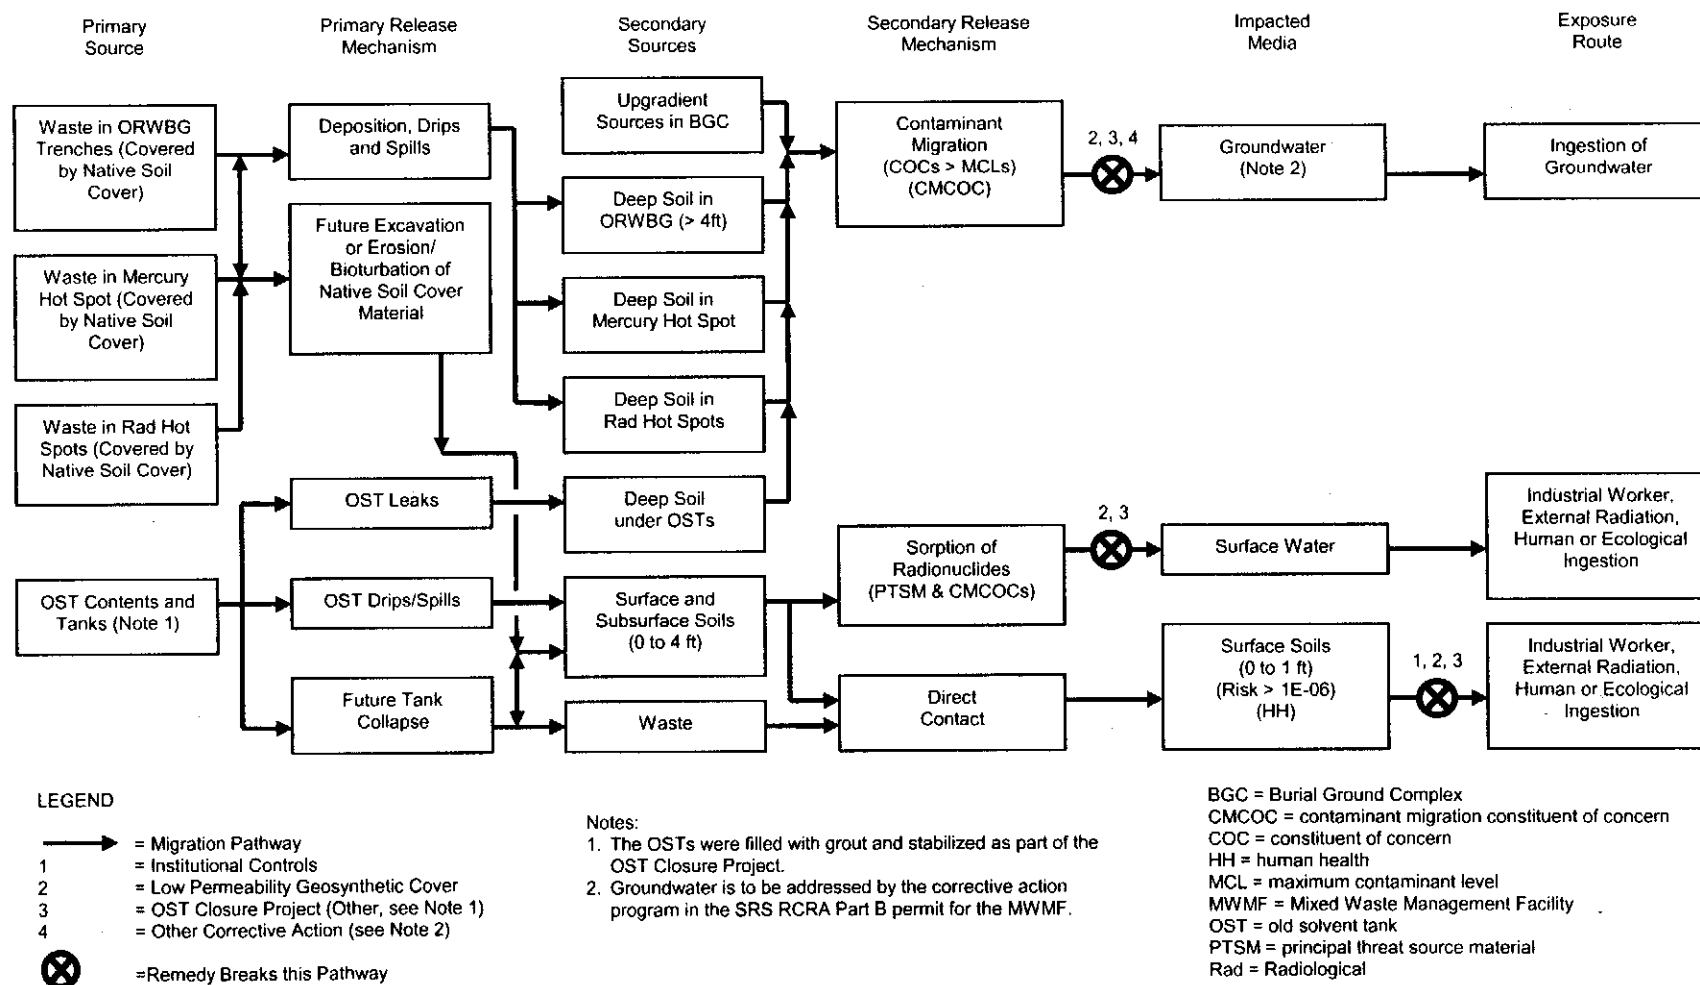 Primary
Source
Primary Release
Mechanism
Secondary
Sources
Secondary Release
Mechanism
Impacted
Media
Exposure
Route
Waste in ORWBG
Trenches (Covered
by Native Soil
Cover)
Waste in Mercury
Hot Spot (Covered
by Native Soil
Cover)
Waste in Rad Hot
Spots (Covered by
Native Soil Cover)
OST Contents and
Tanks (Note 1)
Deposition, Drips
and Spills
Future Excavation
or Erosion/
Bioturbation of
Native Soil Cover
Material
OST Leaks
OST Drips/Spills
Future Tank
Collapse
Upgradient
Sources in BGC
Deep Soil in
ORWBG (> 4ft)
Deep Soil in
Mercury Hot Spot
Deep Soil in
Rad Hot Spots
Deep Soil
under OSTs
Surface and
Subsurface Soils
(0 to 4 ft)
Waste
Contaminant
Migration
(COCs > MCLs)
(CMCOC)
Sorption of
Radionuclides
(PTSM & CMCOCs)
Direct
Contact
2, 3, 4
2, 3
Groundwater
(Note 2)
Surface Water
Surface Soils
(0 to 1 ft)
(Risk > 1E-06)
(HH)
1, 2, 3
Ingestion of
Groundwater
Industrial Worker,
External Radiation,
Human or Ecological
Ingestion
Industrial Worker,
External Radiation,
Human or Ecological
Ingestion
LEGEND
= Migration Pathway
1 = Institutional Controls
2 = Low Permeability Geosynthetic Cover
3 = OST Closure Project (Other, see Note 1)
4 = Other Corrective Action (see Note 2)
=Remedy Breaks this Pathway
Notes:
1. The OSTs were filled with grout and stabilized as part of the
OST Closure Project.
2. Groundwater is to be addressed by the corrective action
program in the SRS RCRA Part B permit for the MWMF.
BGC = Burial Ground Complex
CMCOC = contaminant migration constituent of concern
COC = constituent of concern
HH = human health
MCL = maximum contaminant level
MWMF = Mixed Waste Management Facility
OST = old solvent tank
PTSM = principal threat source material
Rad = Radiological